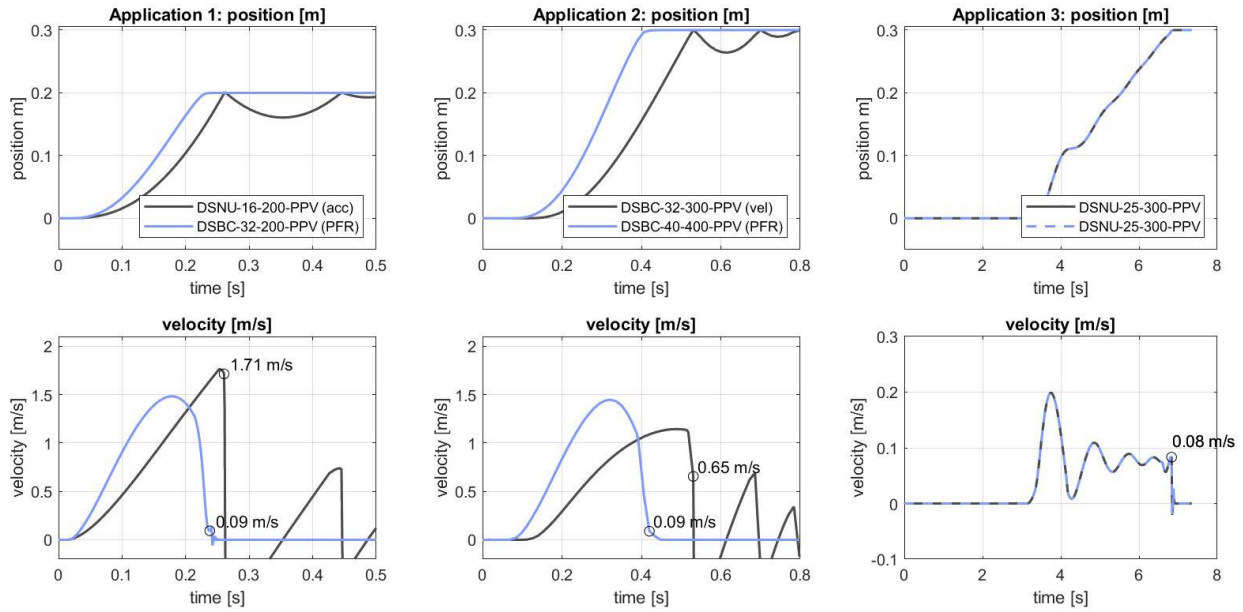 Application 1: position [m]
0.3
0.2
0.1
0
position m]
DSNU-16-200-PPV (acc)
DSBC-32-200-PPV (PFR)
0 0.1 0.2 0.3 0.4 0.5
time [s]
Application 2: position [m]
0.3
0.2
0.1
0
position [m]
DSBC-32-300-PPV (vel)
DSBC-40-400-PPV (PFR)
0 0.2 0.4 0.6 0.8
time [s]
Application 3: position [m]
0.3
0.2
0.1
0
position [m]
DSNU-25-300-PPV
DSNU-25-300-PPV
0 2 4 6 8
time [s]
velocity [m/s]
2
1.5
1
0.5
0
velocity [m/s]
1.71 m/s
0.09 m/s
0 0.1 0.2 0.3 0.4 0.5
time [s]
velocity [m/s]
2
1.5
1
0.5
0
velocity [m/s]
0.65 m/s
0.09 m/s
0 0.2 0.4 0.6 0.8
time [s]
velocity [m/s]
0.3
0.2
0.1
0
-0.1
velocity [m/s]
0.08 m/s
0 2 4 6 8
time [s]